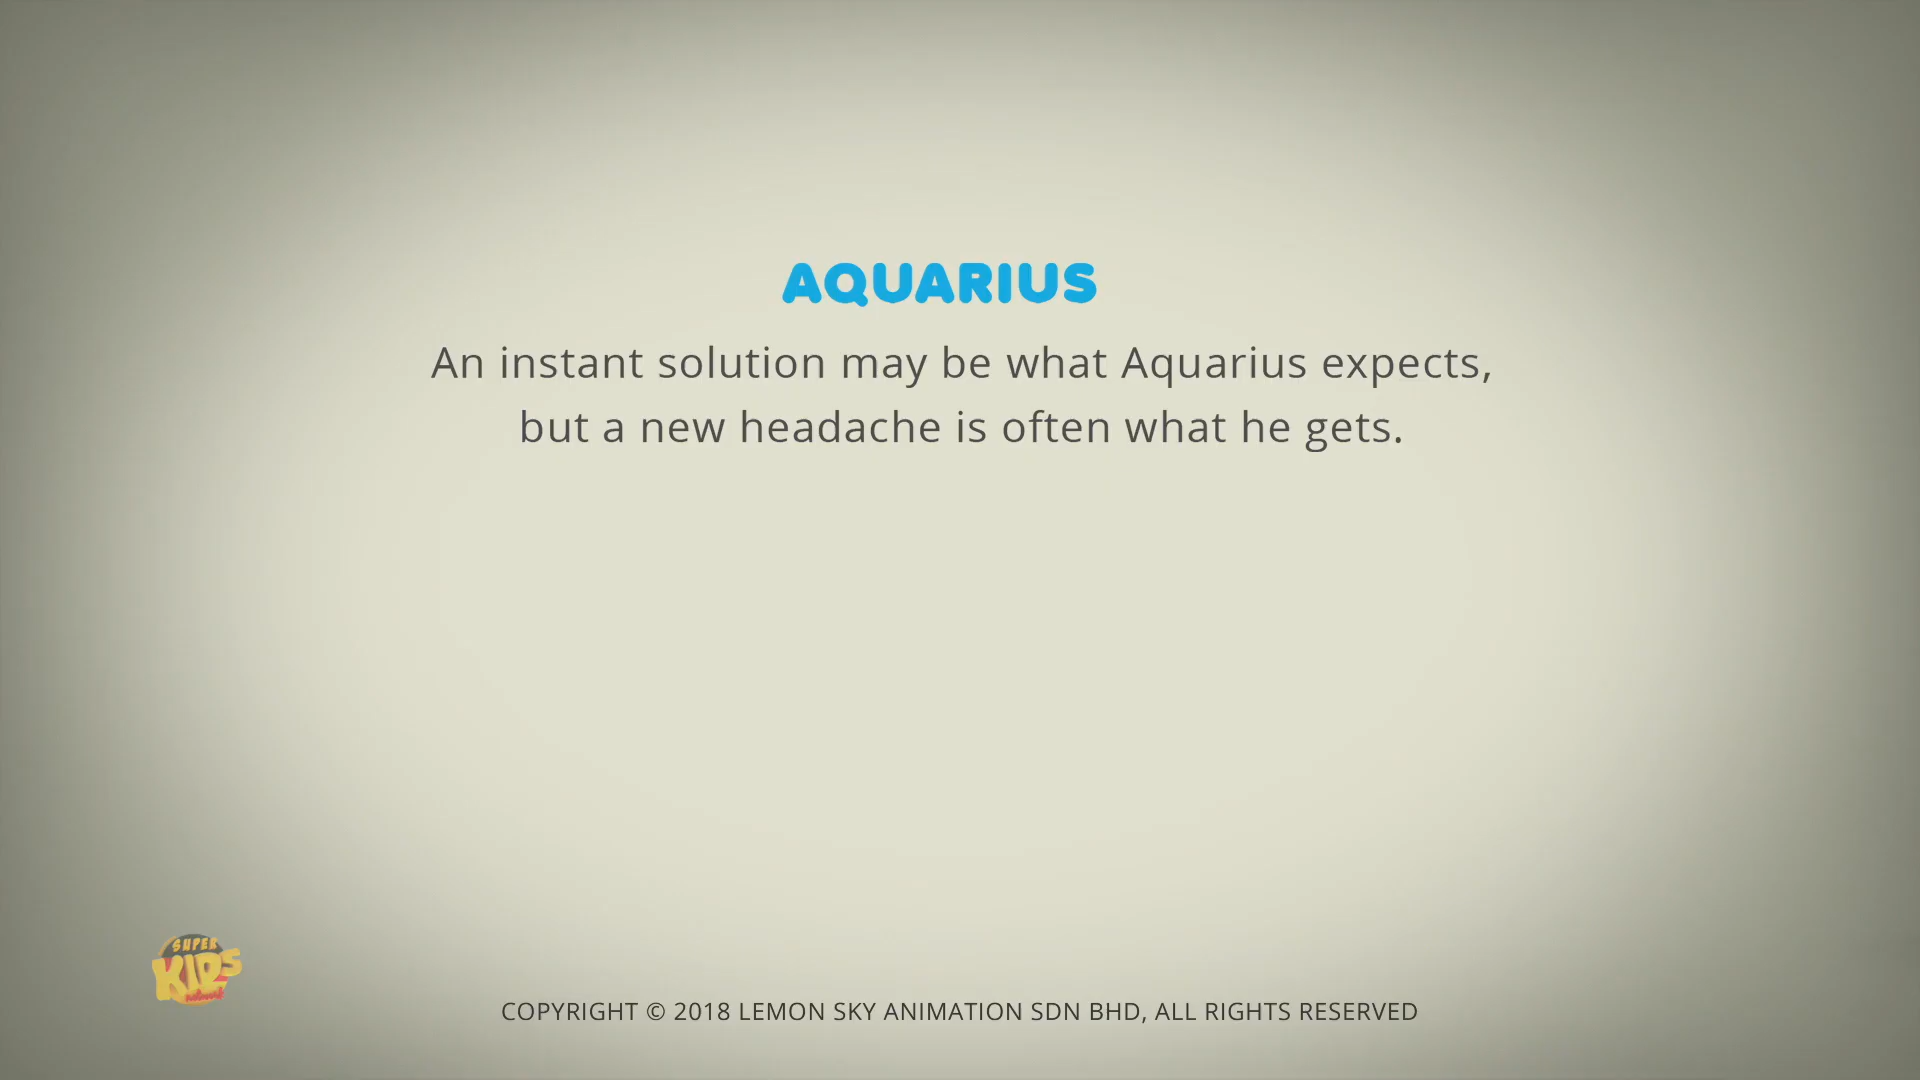 AQUARIUS
An instant solution may be what Aquarius expects,
but a new headache is often what he gets.
SUPER
KIDS
network
COPYRIGHT © 2018 LEMON SKY ANIMATION SDN BHD, ALL RIGHTS RESERVED